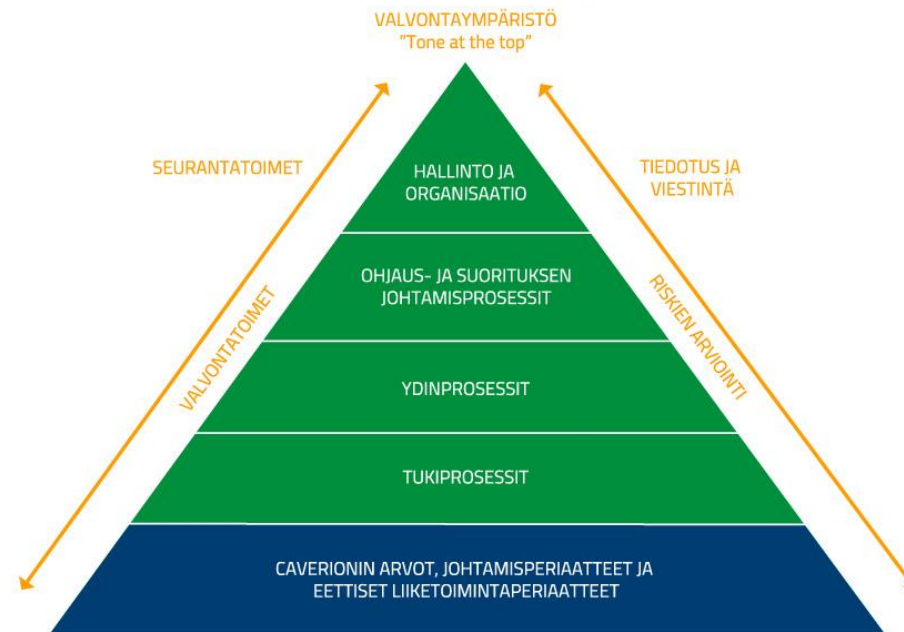 VALVONTAYMPÄRISTÖ
"Tone at the top"
SEURANTATOIMET
TIEDOTUS JA
VIESTINTÄ
HALLINTO JA
ORGANISAATIO
OHJAUS- JA SUORITUKSEN
JOHTAMISPROSESSIT
VALVONTATOIMET
RISKIEN ARVIOINTI
YDINPROSESSIT
TUKIPROSESSIT
CAVERIONIN ARVOT, JOHTAMISPERIAATTEET JA
EETTISET LIIKETOIMINTAPERIAATTEET